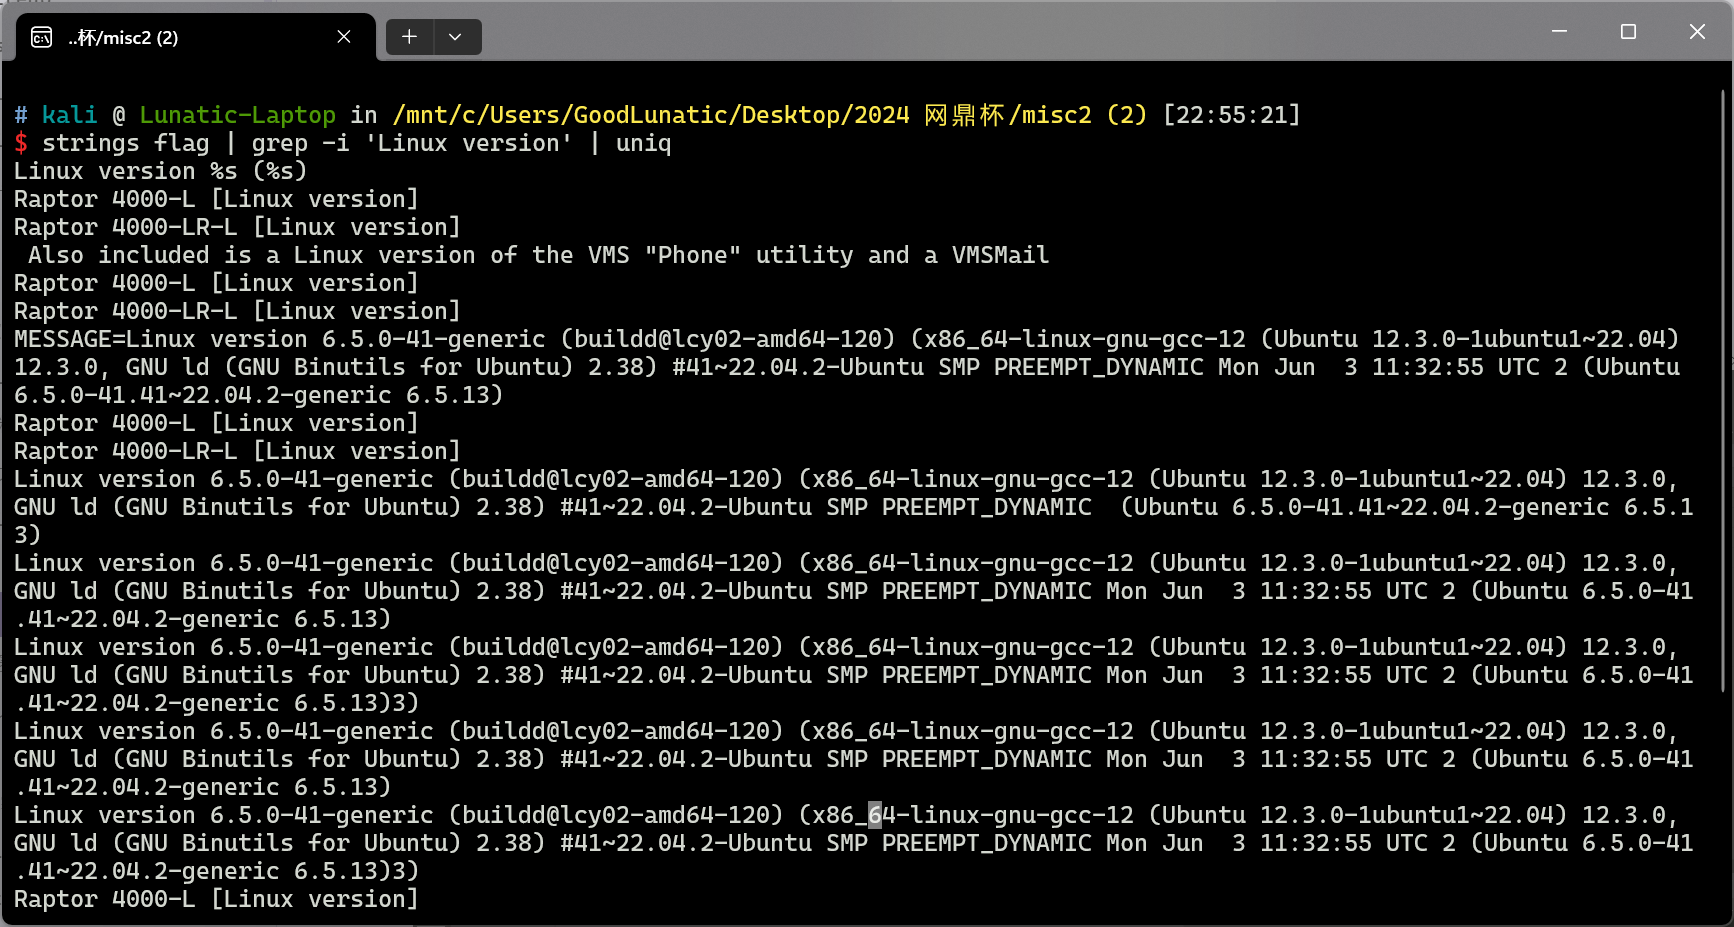 ..杯/misc2 (2)
# kali @ Lunatic-Laptop in /mnt/c/Users/GoodLunatic/Desktop/2024 网鼎杯/misc2 (2) [22:55:21]
$ strings flag | grep -i 'Linux version' | uniq
Linux version %s (%s)
Raptor 4000-L [Linux version]
Raptor 4000-LR-L [Linux version]
 Also included is a Linux version of the VMS "Phone" utility and a VMSMail
Raptor 4000-L [Linux version]
Raptor 4000-LR-L [Linux version]
MESSAGE=Linux version 6.5.0-41-generic (buildd@lcy02-amd64-120) (x86_64-linux-gnu-gcc-12 (Ubuntu 12.3.0-1ubuntu1~22.04)
12.3.0, GNU ld (GNU Binutils for Ubuntu) 2.38) #41~22.04.2-Ubuntu SMP PREEMPT_DYNAMIC Mon Jun  3 11:32:55 UTC 2 (Ubuntu
6.5.0-41.41~22.04.2-generic 6.5.13)
Raptor 4000-L [Linux version]
Raptor 4000-LR-L [Linux version]
Linux version 6.5.0-41-generic (buildd@lcy02-amd64-120) (x86_64-linux-gnu-gcc-12 (Ubuntu 12.3.0-1ubuntu1~22.04) 12.3.0,
GNU ld (GNU Binutils for Ubuntu) 2.38) #41~22.04.2-Ubuntu SMP PREEMPT_DYNAMIC  (Ubuntu 6.5.0-41.41~22.04.2-generic 6.5.1
3)
Linux version 6.5.0-41-generic (buildd@lcy02-amd64-120) (x86_64-linux-gnu-gcc-12 (Ubuntu 12.3.0-1ubuntu1~22.04) 12.3.0,
GNU ld (GNU Binutils for Ubuntu) 2.38) #41~22.04.2-Ubuntu SMP PREEMPT_DYNAMIC Mon Jun  3 11:32:55 UTC 2 (Ubuntu 6.5.0-41
.41~22.04.2-generic 6.5.13)
Linux version 6.5.0-41-generic (buildd@lcy02-amd64-120) (x86_64-linux-gnu-gcc-12 (Ubuntu 12.3.0-1ubuntu1~22.04) 12.3.0,
GNU ld (GNU Binutils for Ubuntu) 2.38) #41~22.04.2-Ubuntu SMP PREEMPT_DYNAMIC Mon Jun  3 11:32:55 UTC 2 (Ubuntu 6.5.0-41
.41~22.04.2-generic 6.5.13)3)
Linux version 6.5.0-41-generic (buildd@lcy02-amd64-120) (x86_64-linux-gnu-gcc-12 (Ubuntu 12.3.0-1ubuntu1~22.04) 12.3.0,
GNU ld (GNU Binutils for Ubuntu) 2.38) #41~22.04.2-Ubuntu SMP PREEMPT_DYNAMIC Mon Jun  3 11:32:55 UTC 2 (Ubuntu 6.5.0-41
.41~22.04.2-generic 6.5.13)
Linux version 6.5.0-41-generic (buildd@lcy02-amd64-120) (x86_64-linux-gnu-gcc-12 (Ubuntu 12.3.0-1ubuntu1~22.04) 12.3.0,
GNU ld (GNU Binutils for Ubuntu) 2.38) #41~22.04.2-Ubuntu SMP PREEMPT_DYNAMIC Mon Jun  3 11:32:55 UTC 2 (Ubuntu 6.5.0-41
.41~22.04.2-generic 6.5.13)3)
Raptor 4000-L [Linux version]